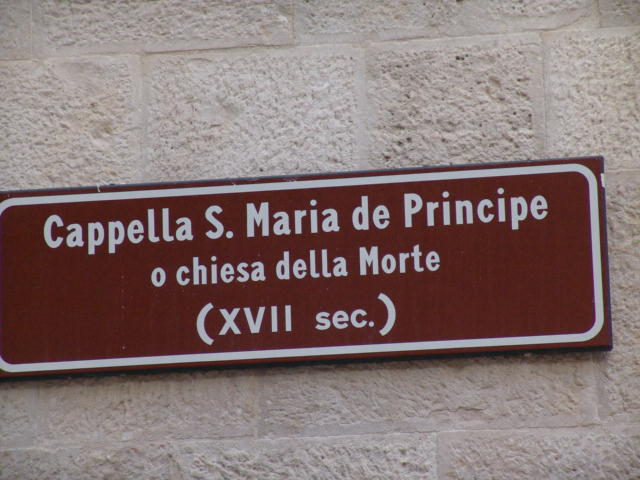 Cappella S. Maria de Principe
o chiesa della Morte
(XVII sec.)